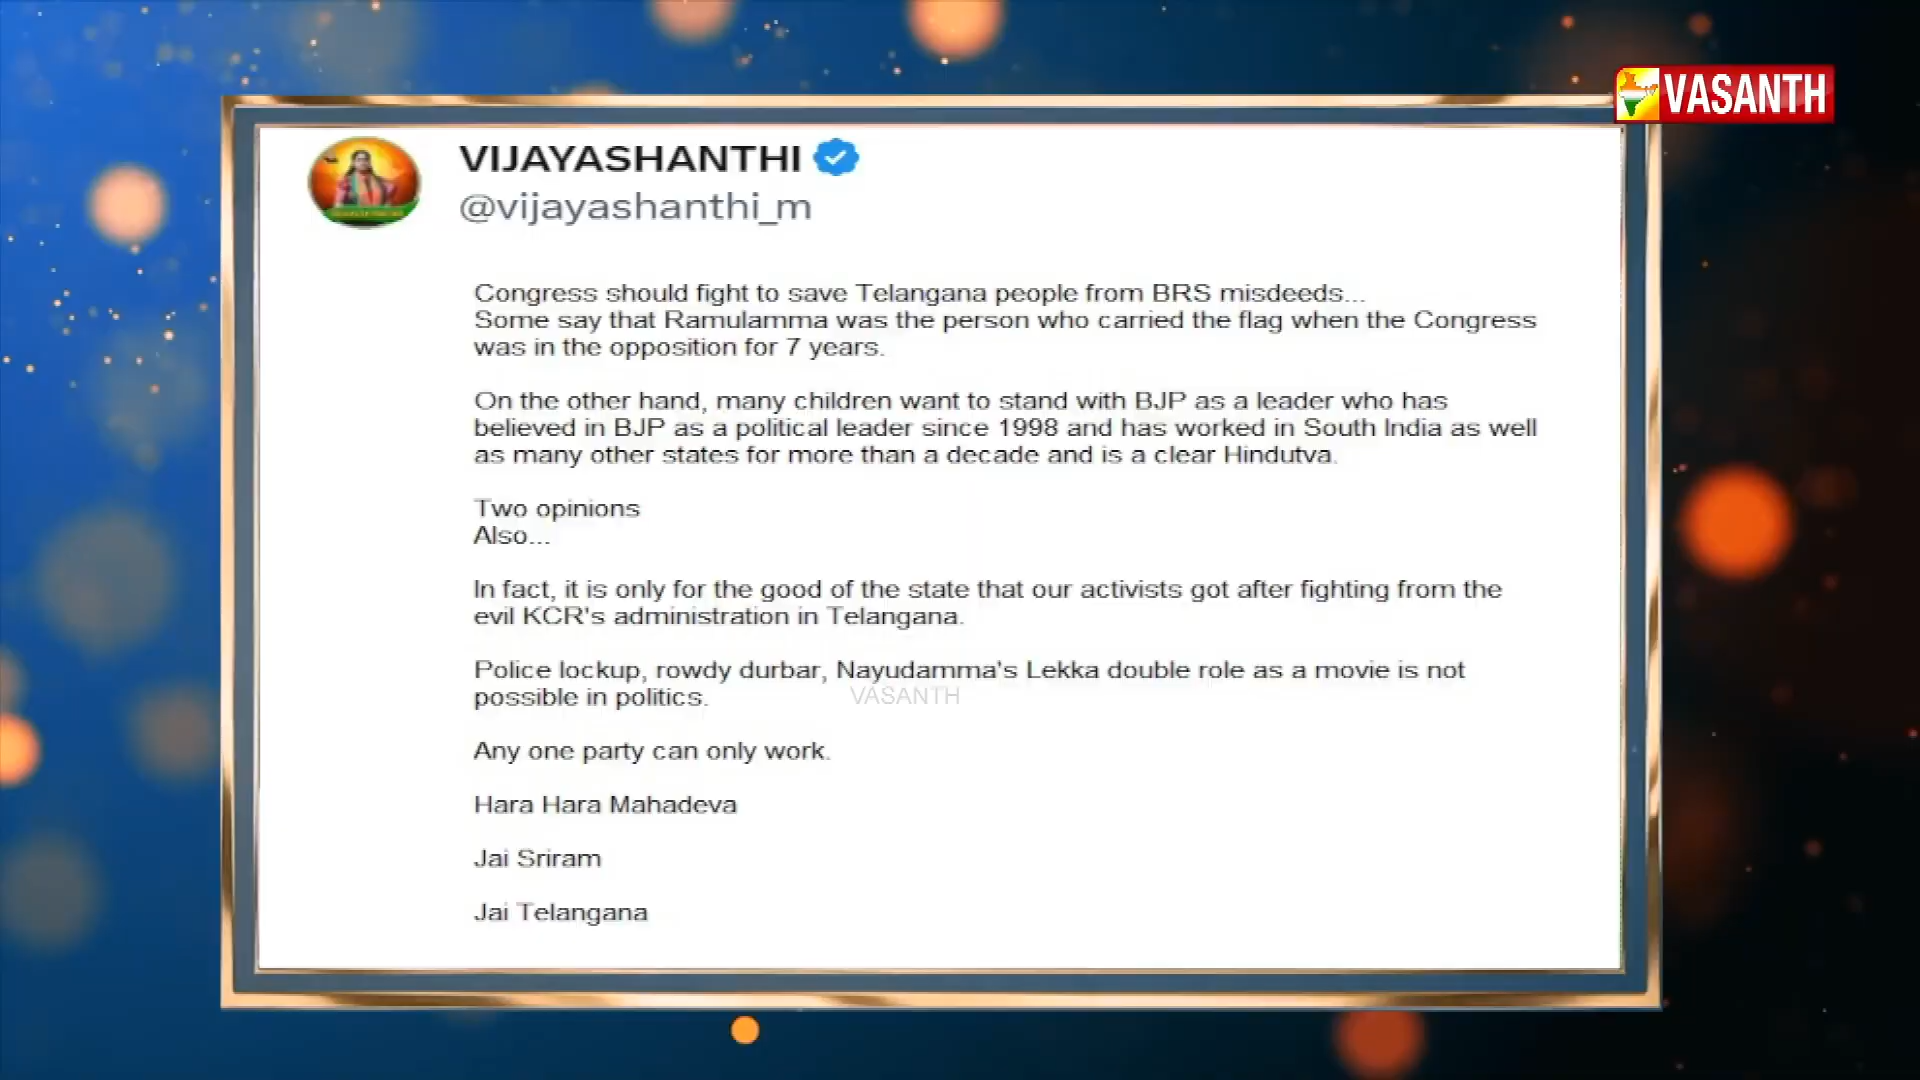 VASANTH
VIJAYASHANTHI
@vijayashanthi_m
Congress should fight to save Telangana people from BRS misdeeds...
Some say that Ramulamma was the person who carried the flag when the Congress
was in the opposition for 7 years.
On the other hand, many children want to stand with BJP as a leader who has
believed in BJP as a political leader since 1998 and has worked in South India as well
as many other states for more than a decade and is a clear Hindutva.
Two opinions
Also...
In fact, it is only for the good of the state that our activists got after fighting from the
evil KCR's administration in Telangana.
Police lockup, rowdy durbar, Nayudamma's Lekka double role as a movie is not
possible in politics.
VASANTH
Any one party can only work.
Hara Hara Mahadeva
Jai Sriram
Jai Telangana